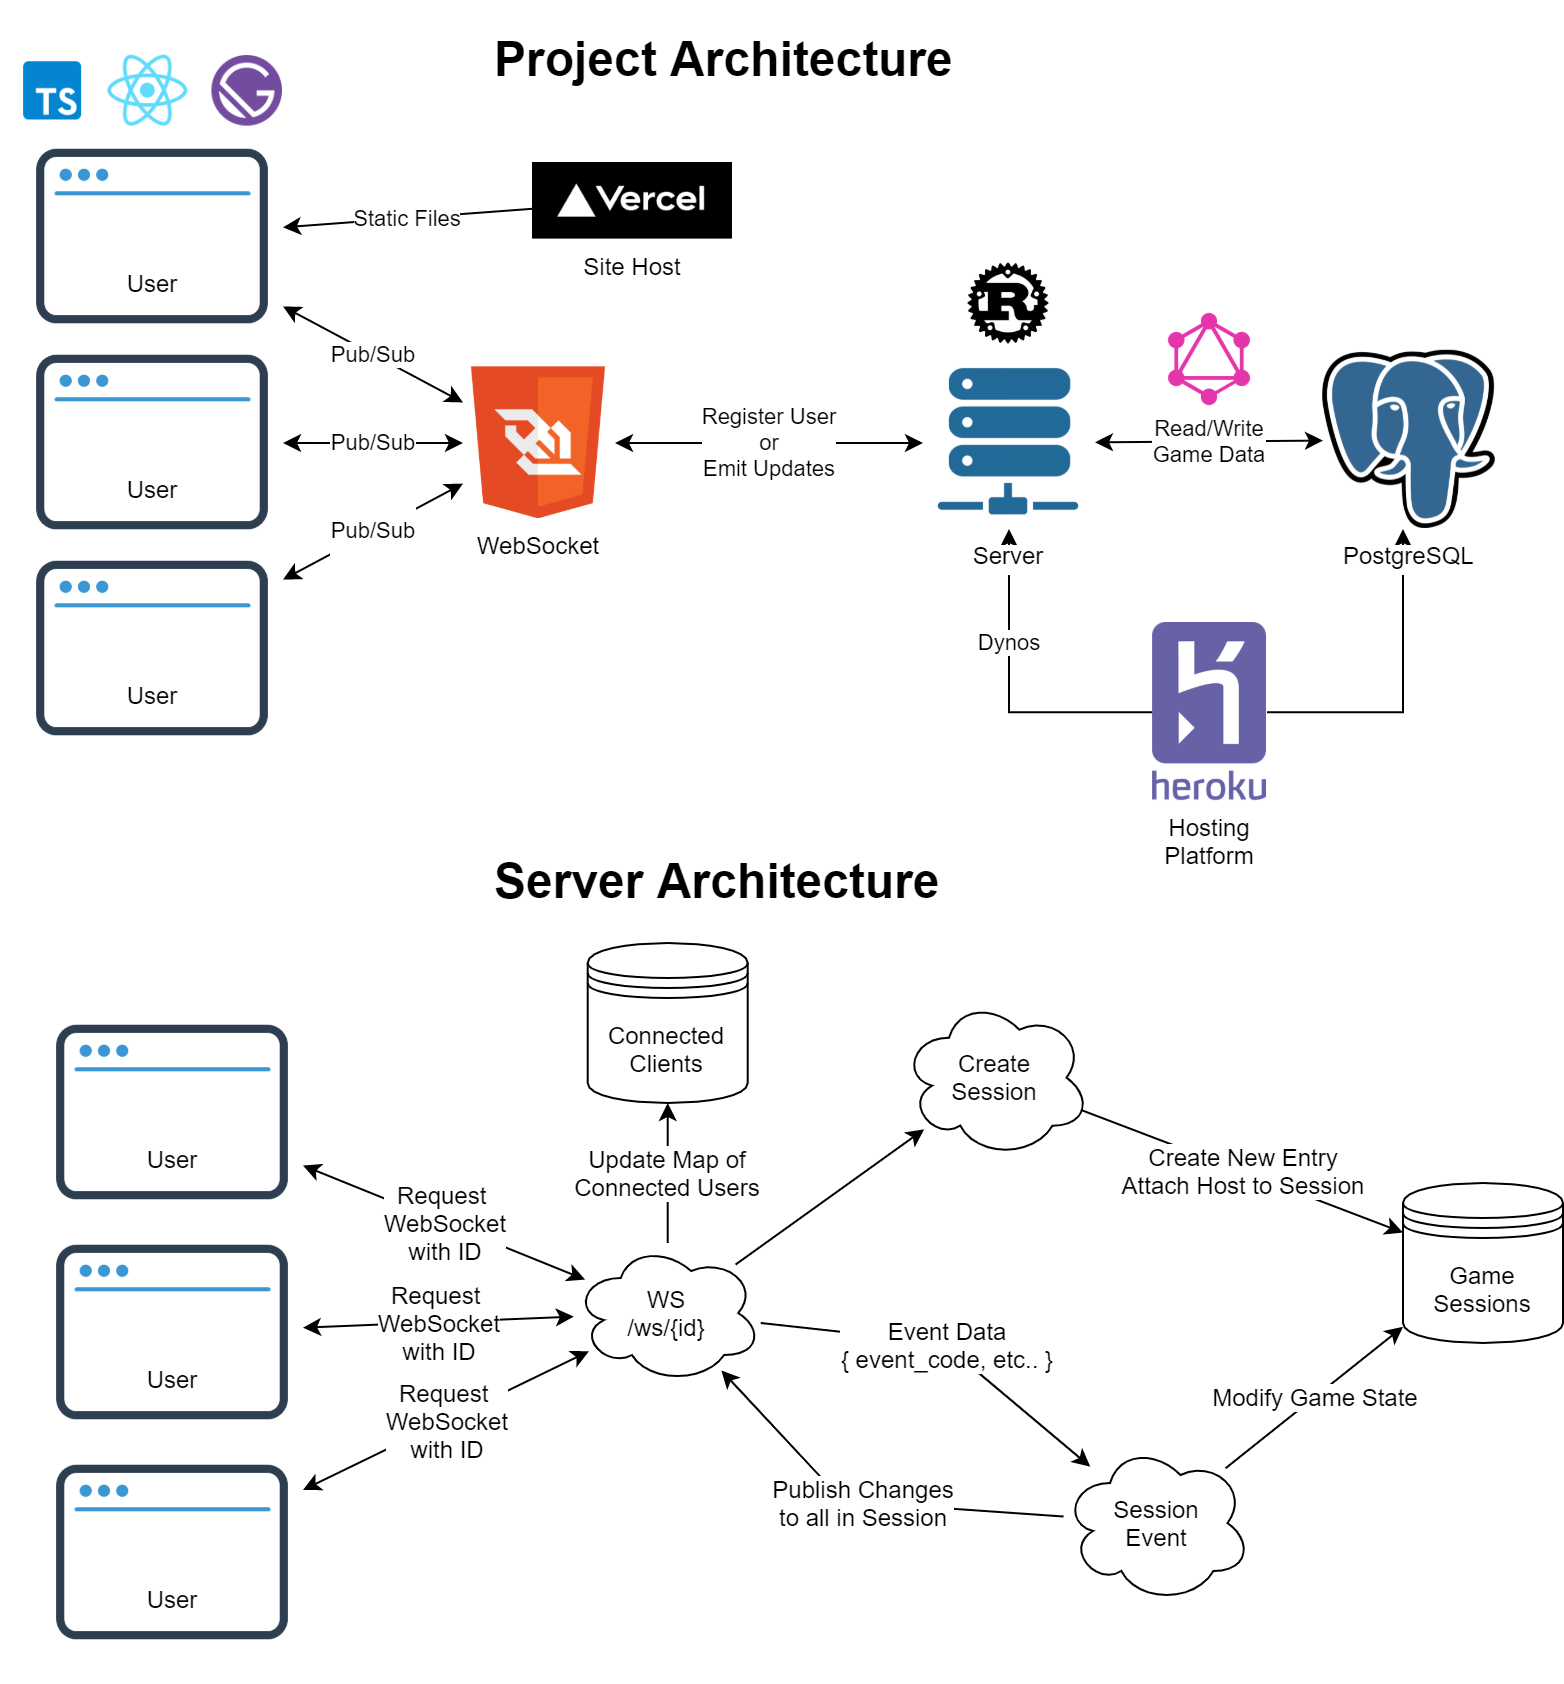 Project Architecture
TS
Vercel
Static Files
Site Host
User
Pub/Sub
R
Register User
or
Emit Updates
Read/Write
Game Data
Pub/Sub
User
Pub/Sub
WebSocket
Server
PostgreSQL
Dynos
User
heroku
Hosting
Platform
Server Architecture
Connected
Clients
Create
Session
User
Update Map of
Connected Users
Create New Entry
Attach Host to Session
Request
WebSocket
with ID
Game
Sessions
Request
WebSocket
with ID
WS
/ws/{id}
Event Data
{ event_code, etc.. }
User
Request
WebSocket
with ID
Modify Game State
Publish Changes
to all in Session
Session
Event
User